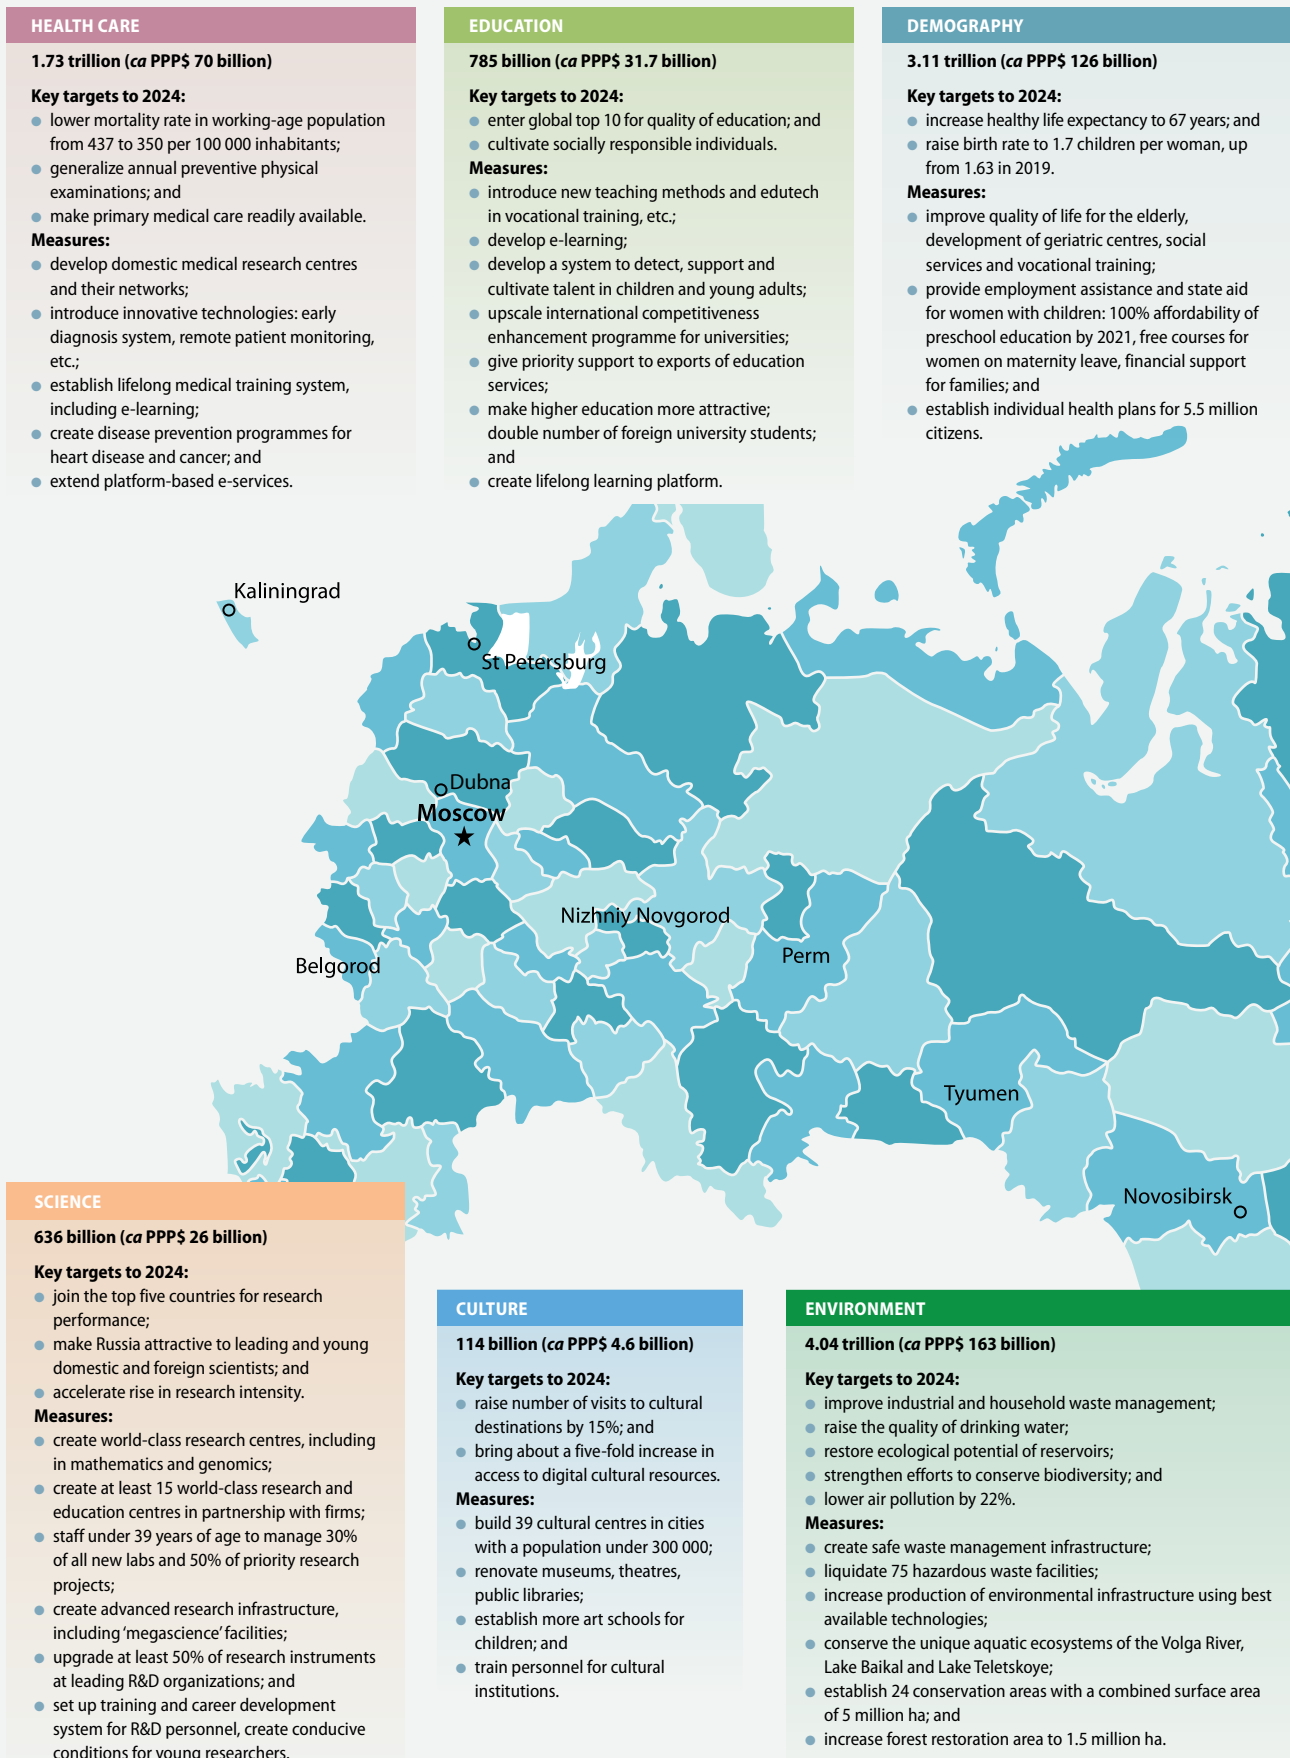 HEALTH CARE
1.73 trillion (ca PPP$ 70 billion)
Key targets to 2024:
● lower mortality rate in working-age population
from 437 to 350 per 100 000 inhabitants;
● generalize annual preventive physical
examinations; and
● make primary medical care readily available.
Measures:
● develop domestic medical research centres
and their networks;
● introduce innovative technologies: early
diagnosis system, remote patient monitoring,
etc.;
● establish lifelong medical training system,
including e-learning;
● create disease prevention programmes for
heart disease and cancer; and
● extend platform-based e-services.
EDUCATION
785 billion (ca PPP$ 31.7 billion)
Key targets to 2024:
● enter global top 10 for quality of education; and
● cultivate socially responsible individuals.
Measures:
● introduce new teaching methods and edutech
in vocational training, etc.;
● develop e-learning;
● develop a system to detect, support and
cultivate talent in children and young adults;
● upscale international competitiveness
enhancement programme for universities;
● give priority support to exports of education
services;
● make higher education more attractive;
double number of foreign university students;
and
● create lifelong learning platform.
DEMOGRAPHY
3.11 trillion (ca PPP$ 126 billion)
Key targets to 2024:
● increase healthy life expectancy to 67 years; and
● raise birth rate to 1.7 children per woman, up
from 1.63 in 2019.
Measures:
● improve quality of life for the elderly,
development of geriatric centres, social
services and vocational training;
● provide employment assistance and state aid
for women with children: 100% affordability of
preschool education by 2021, free courses for
women on maternity leave, financial support
for families; and
● establish individual health plans for 5.5 million
citizens.
Kaliningrad
St Petersburg
Dubna
Moscow
Nizhniy Novgorod
Perm
Belgorod
Tyumen
Novosibirsk
SCIENCE
636 billion (ca PPP$ 26 billion)
Key targets to 2024:
● join the top five countries for research
performance;
● make Russia attractive to leading and young
domestic and foreign scientists; and
● accelerate rise in research intensity.
Measures:
● create world-class research centres, including
in mathematics and genomics;
● create at least 15 world-class research and
education centres in partnership with firms;
● staff under 39 years of age to manage 30%
of all new labs and 50% of priority research
projects;
● create advanced research infrastructure,
including ‘megascience’ facilities;
● upgrade at least 50% of research instruments
at leading R&D organizations; and
● set up training and career development
system for R&D personnel, create conducive
conditions for young researchers.
CULTURE
114 billion (ca PPP$ 4.6 billion)
Key targets to 2024:
● raise number of visits to cultural
destinations by 15%; and
● bring about a five-fold increase in
access to digital cultural resources.
Measures:
● build 39 cultural centres in cities
with a population under 300 000;
● renovate museums, theatres,
public libraries;
● establish more art schools for
children; and
● train personnel for cultural
institutions.
ENVIRONMENT
4.04 trillion (ca PPP$ 163 billion)
Key targets to 2024:
● improve industrial and household waste management;
● raise the quality of drinking water;
● restore ecological potential of reservoirs;
● strengthen efforts to conserve biodiversity; and
● lower air pollution by 22%.
Measures:
● create safe waste management infrastructure;
● liquidate 75 hazardous waste facilities;
● increase production of environmental infrastructure using best
available technologies;
● conserve the unique aquatic ecosystems of the Volga River,
Lake Baikal and Lake Teletskoye;
● establish 24 conservation areas with a combined surface area
of 5 million ha; and
● increase forest restoration area to 1.5 million ha.